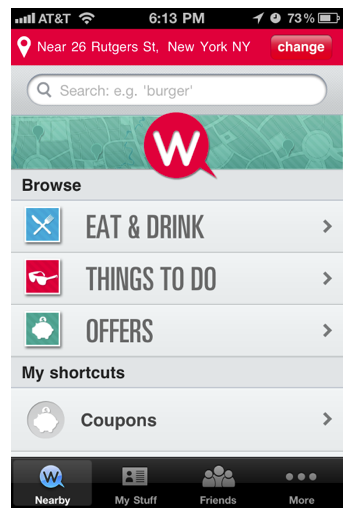 AT&T 6:13 PM 73%
Near 26 Rutgers St, New York NY change
Search: e.g. 'burger'
W
Browse
EAT & DRINK
THINGS TO DO
OFFERS
My shortcuts
Coupons
W
Nearby My Stuff Friends More